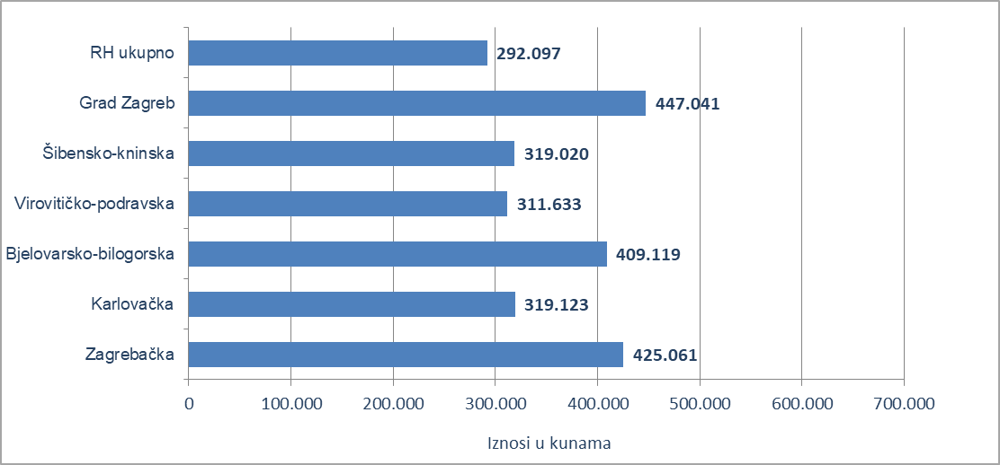 RH ukupno 292.097
Grad Zagreb 447.041
Šibensko-kninska 319.020
Virovitičko-podravska 311.633
Bjelovarsko-bilogorska 409.119
Karlovačka 319.123
Zagrebačka 425.061
0 100.000 200.000 300.000 400.000 500.000 600.000 700.000
Iznosi u kunama